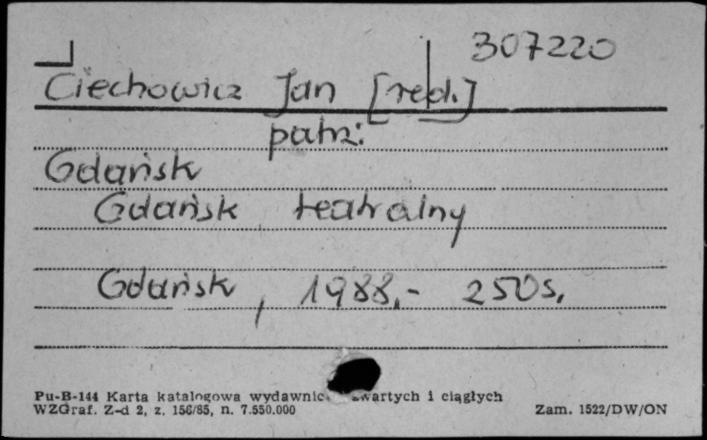 307220
Ciechowicz Jan [red.]
patrz:
Gdańsk
Gdańsk teatralny
Gdańsk, 1988.- 250s.
Pu-B-144 Karta katalogowa wydawnic wartych i ciągłych
WZGraf. Z-d 2, z. 156/85, n. 7.550.000
Zam. 1522/DW/ON